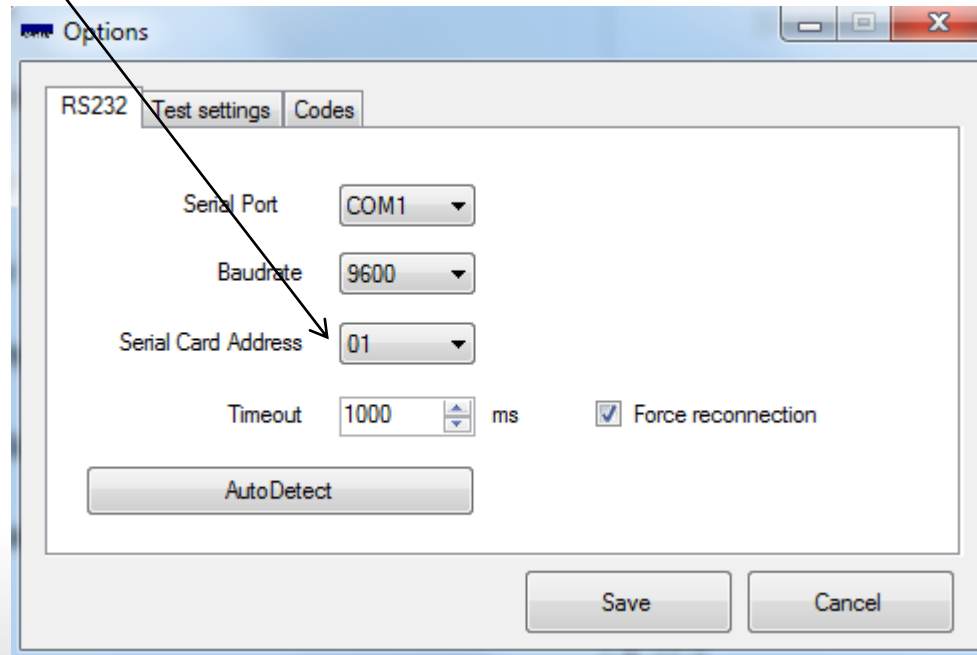 Options
RS232 Test settings Codes
Serial Port COM1
Baudrate 9600
Serial Card Address 01
Timeout 1000 ms Force reconnection
AutoDetect
Save Cancel